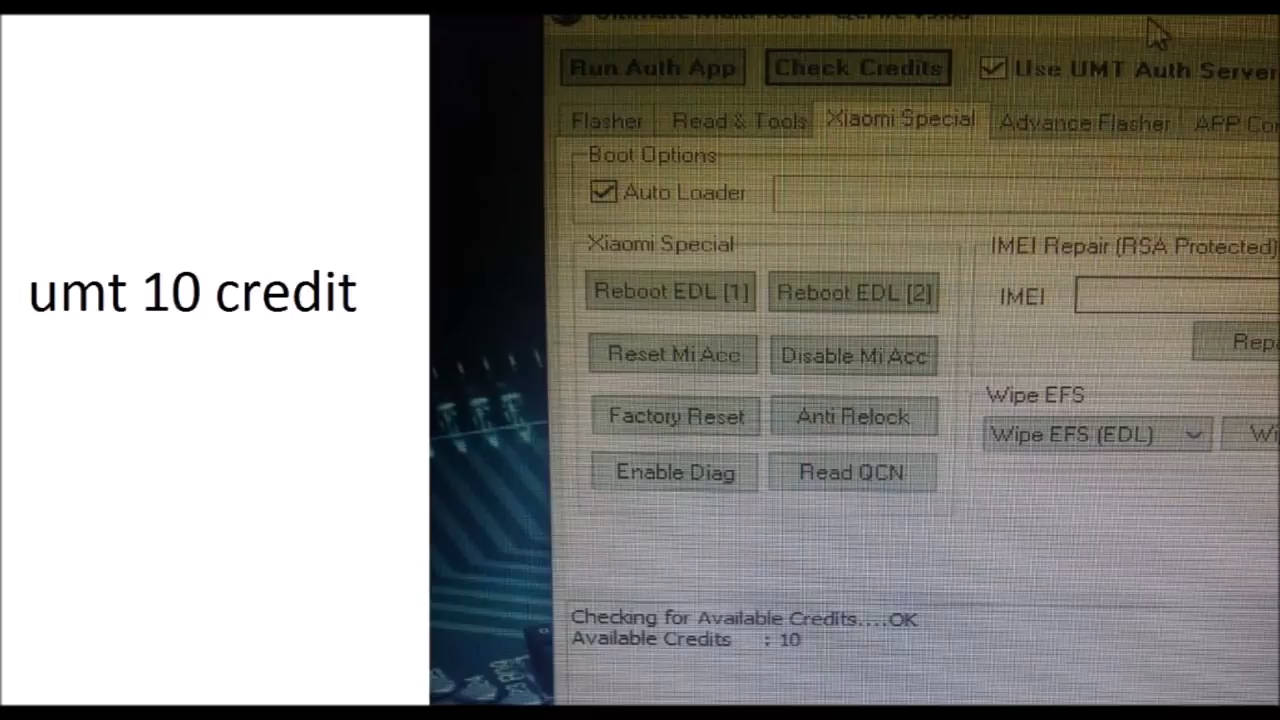 umt 10 credit
Run Auth App Check Credits Use UMT Auth Server
Flasher Read & Tools Xiaomi Special Advance Flasher APP
Boot Options
Auto Loader
Xiaomi Special IMEI Repair (RSA Protected)
Reboot EDL [1] Reboot EDL [2] IMEI
Reset Mi Acc Disable Mi Acc
Wipe EFS
Factory Reset Anti Relock Wipe EFS (EDL)
Enable Diag Read QCN
Checking for Available Credits....OK
Available Credits : 10